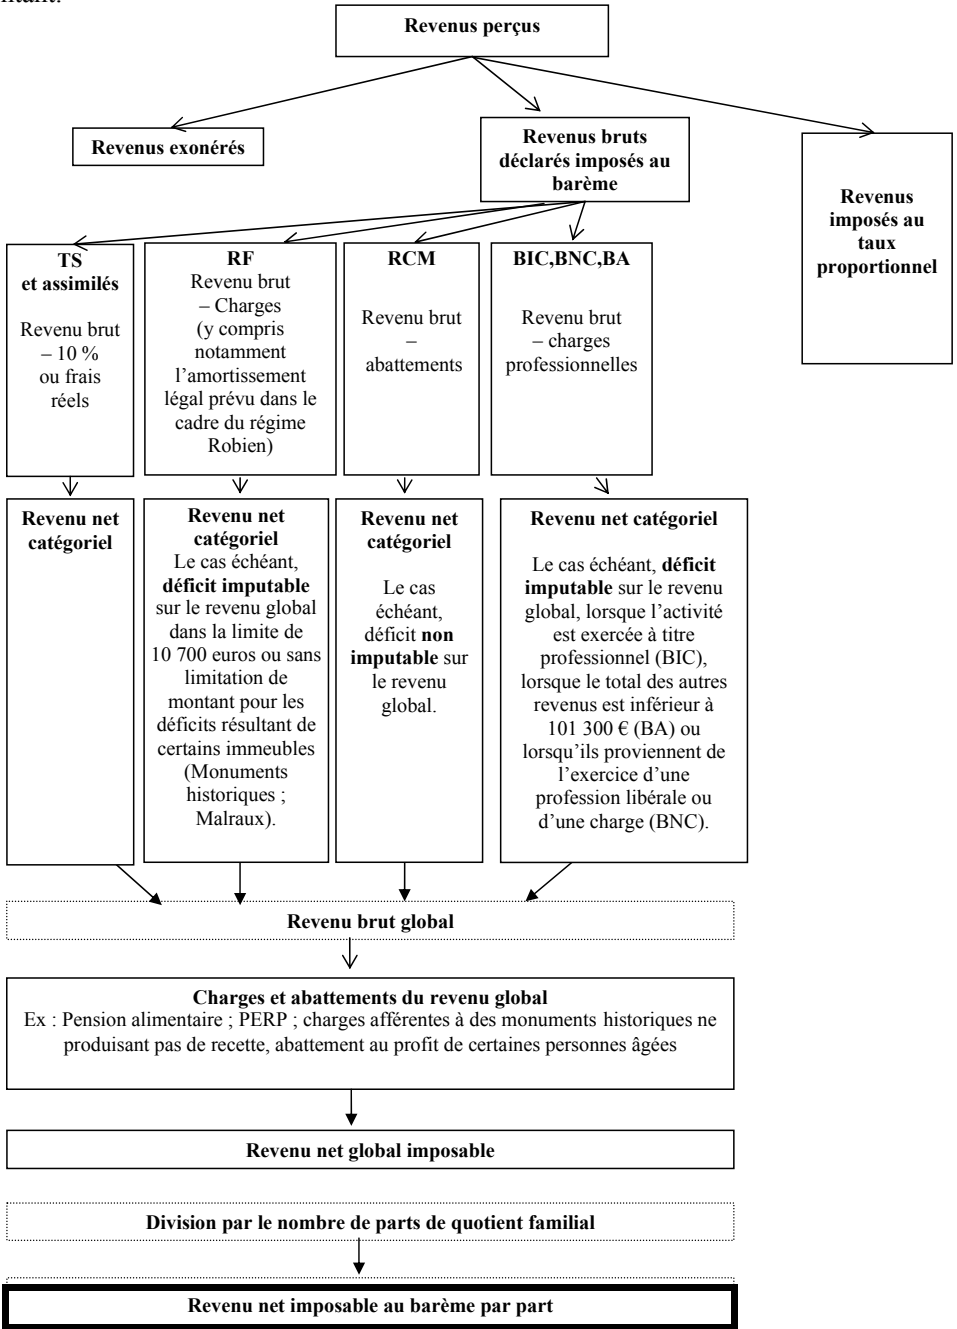 ntant.
Revenus perçus
Revenus exonérés
Revenus bruts
déclarés imposés au
barème
Revenus
imposés au
taux
proportionnel
TS
et assimilés
Revenu brut
– 10 %
ou frais
réels
RF
Revenu brut
– Charges
(y compris
notamment
l’amortissement
légal prévu dans le
cadre du régime
Robien)
RCM
Revenu brut
–
abattements
BIC,BNC,BA
Revenu brut
– charges
professionnelles
Revenu net
catégoriel
Revenu net
catégoriel
Le cas échéant,
déficit imputable
sur le revenu global
dans la limite de
10 700 euros ou sans
limitation de
montant pour les
déficits résultant de
certains immeubles
(Monuments
historiques ;
Malraux).
Revenu net
catégoriel
Le cas
échéant,
déficit non
imputable sur
le revenu
global.
Revenu net catégoriel
Le cas échéant, déficit
imputable sur le revenu
global, lorsque l’activité
est exercée à titre
professionnel (BIC),
lorsque le total des autres
revenus est inférieur à
101 300 € (BA) ou
lorsqu’ils proviennent de
l’exercice d’une
profession libérale ou
d’une charge (BNC).
Revenu brut global
Charges et abattements du revenu global
Ex : Pension alimentaire ; PERP ; charges afférentes à des monuments historiques ne
produisant pas de recette, abattement au profit de certaines personnes âgées
Revenu net global imposable
Division par le nombre de parts de quotient familial
Revenu net imposable au barème par part